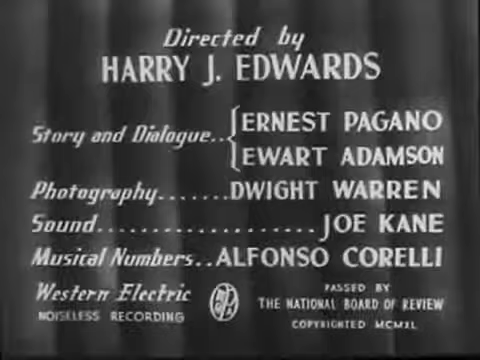 Directed by
HARRY J. EDWARDS
Story and Dialogue..{ERNEST PAGANO
EWART ADAMSON
Photography.......DWIGHT WARREN
Sound....................JOE KANE
Musical Numbers..ALFONSO CORELLI
Western Electric
NOISELESS RECORDING
PASSED BY
THE NATIONAL BOARD OF REVIEW
COPYRIGHTED MCMXL